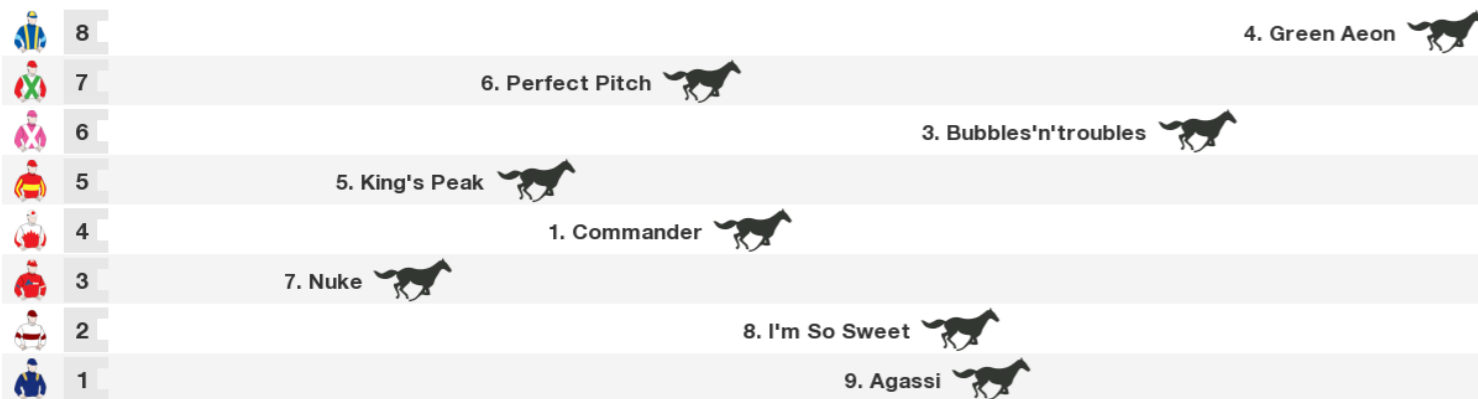 8 4. Green Aeon
7 6. Perfect Pitch
6 3. Bubbles'n'troubles
5 5. King's Peak
4 1. Commander
3 7. Nuke
2 8. I'm So Sweet
1 9. Agassi